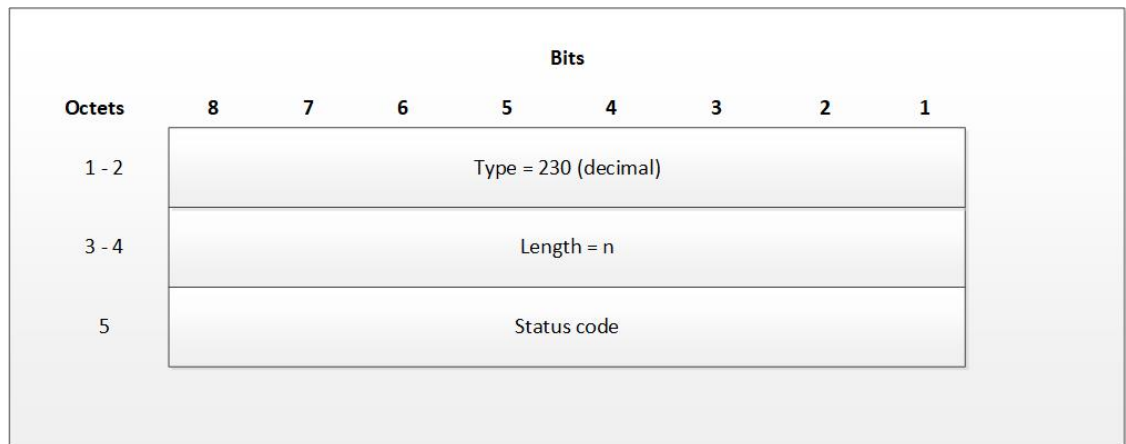 Bits
Octets 8 7 6 5 4 3 2 1
1 - 2 Type = 230 (decimal)
3 - 4 Length = n
5 Status code